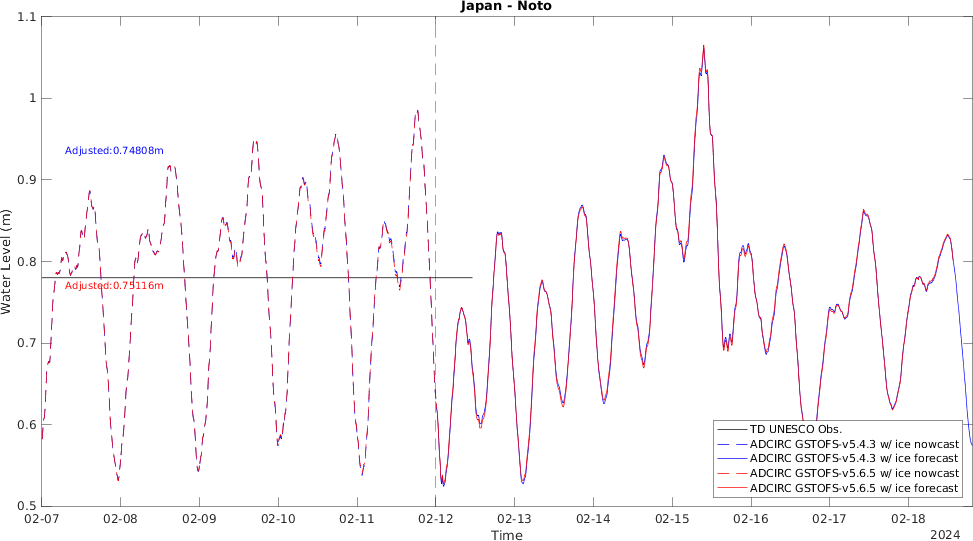 Japan - Noto
1.1
1
0.9
0.8
0.7
0.6
0.5
Water Level (m)
Adjusted:0.74808m
Adjusted:0.75116m
TD UNESCO Obs.
ADCIRC GSTOFS-v5.4.3 w/ ice nowcast
ADCIRC GSTOFS-v5.4.3 w/ ice forecast
ADCIRC GSTOFS-v5.6.5 w/ ice nowcast
ADCIRC GSTOFS-v5.6.5 w/ ice forecast
02-07 02-08 02-09 02-10 02-11 02-12 02-13 02-14 02-15 02-16 02-17 02-18
Time
2024